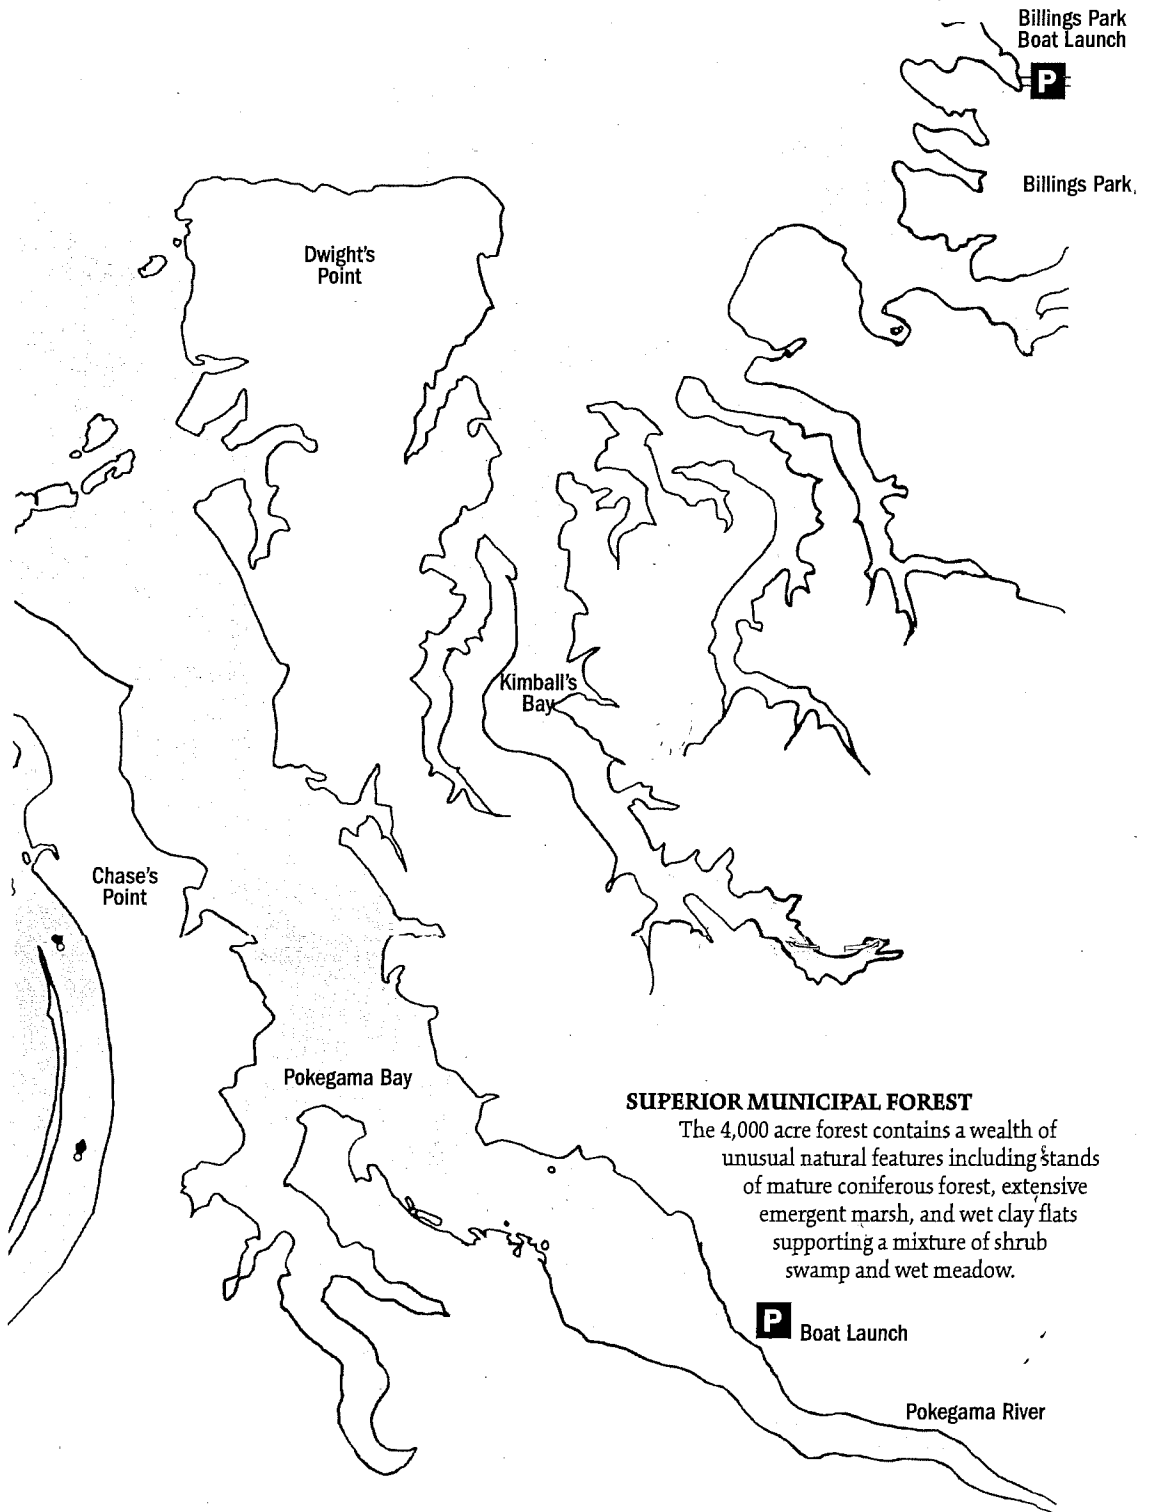 Billings Park
Boat Launch
P
Billings Park
Dwight's
Point
Kimball's
Bay
Chase's
Point
Pokegama Bay
SUPERIOR MUNICIPAL FOREST
The 4,000 acre forest contains a wealth of
unusual natural features including stands
of mature coniferous forest, extensive
emergent marsh, and wet clay flats
supporting a mixture of shrub
swamp and wet meadow.
P
Boat Launch
Pokegama River